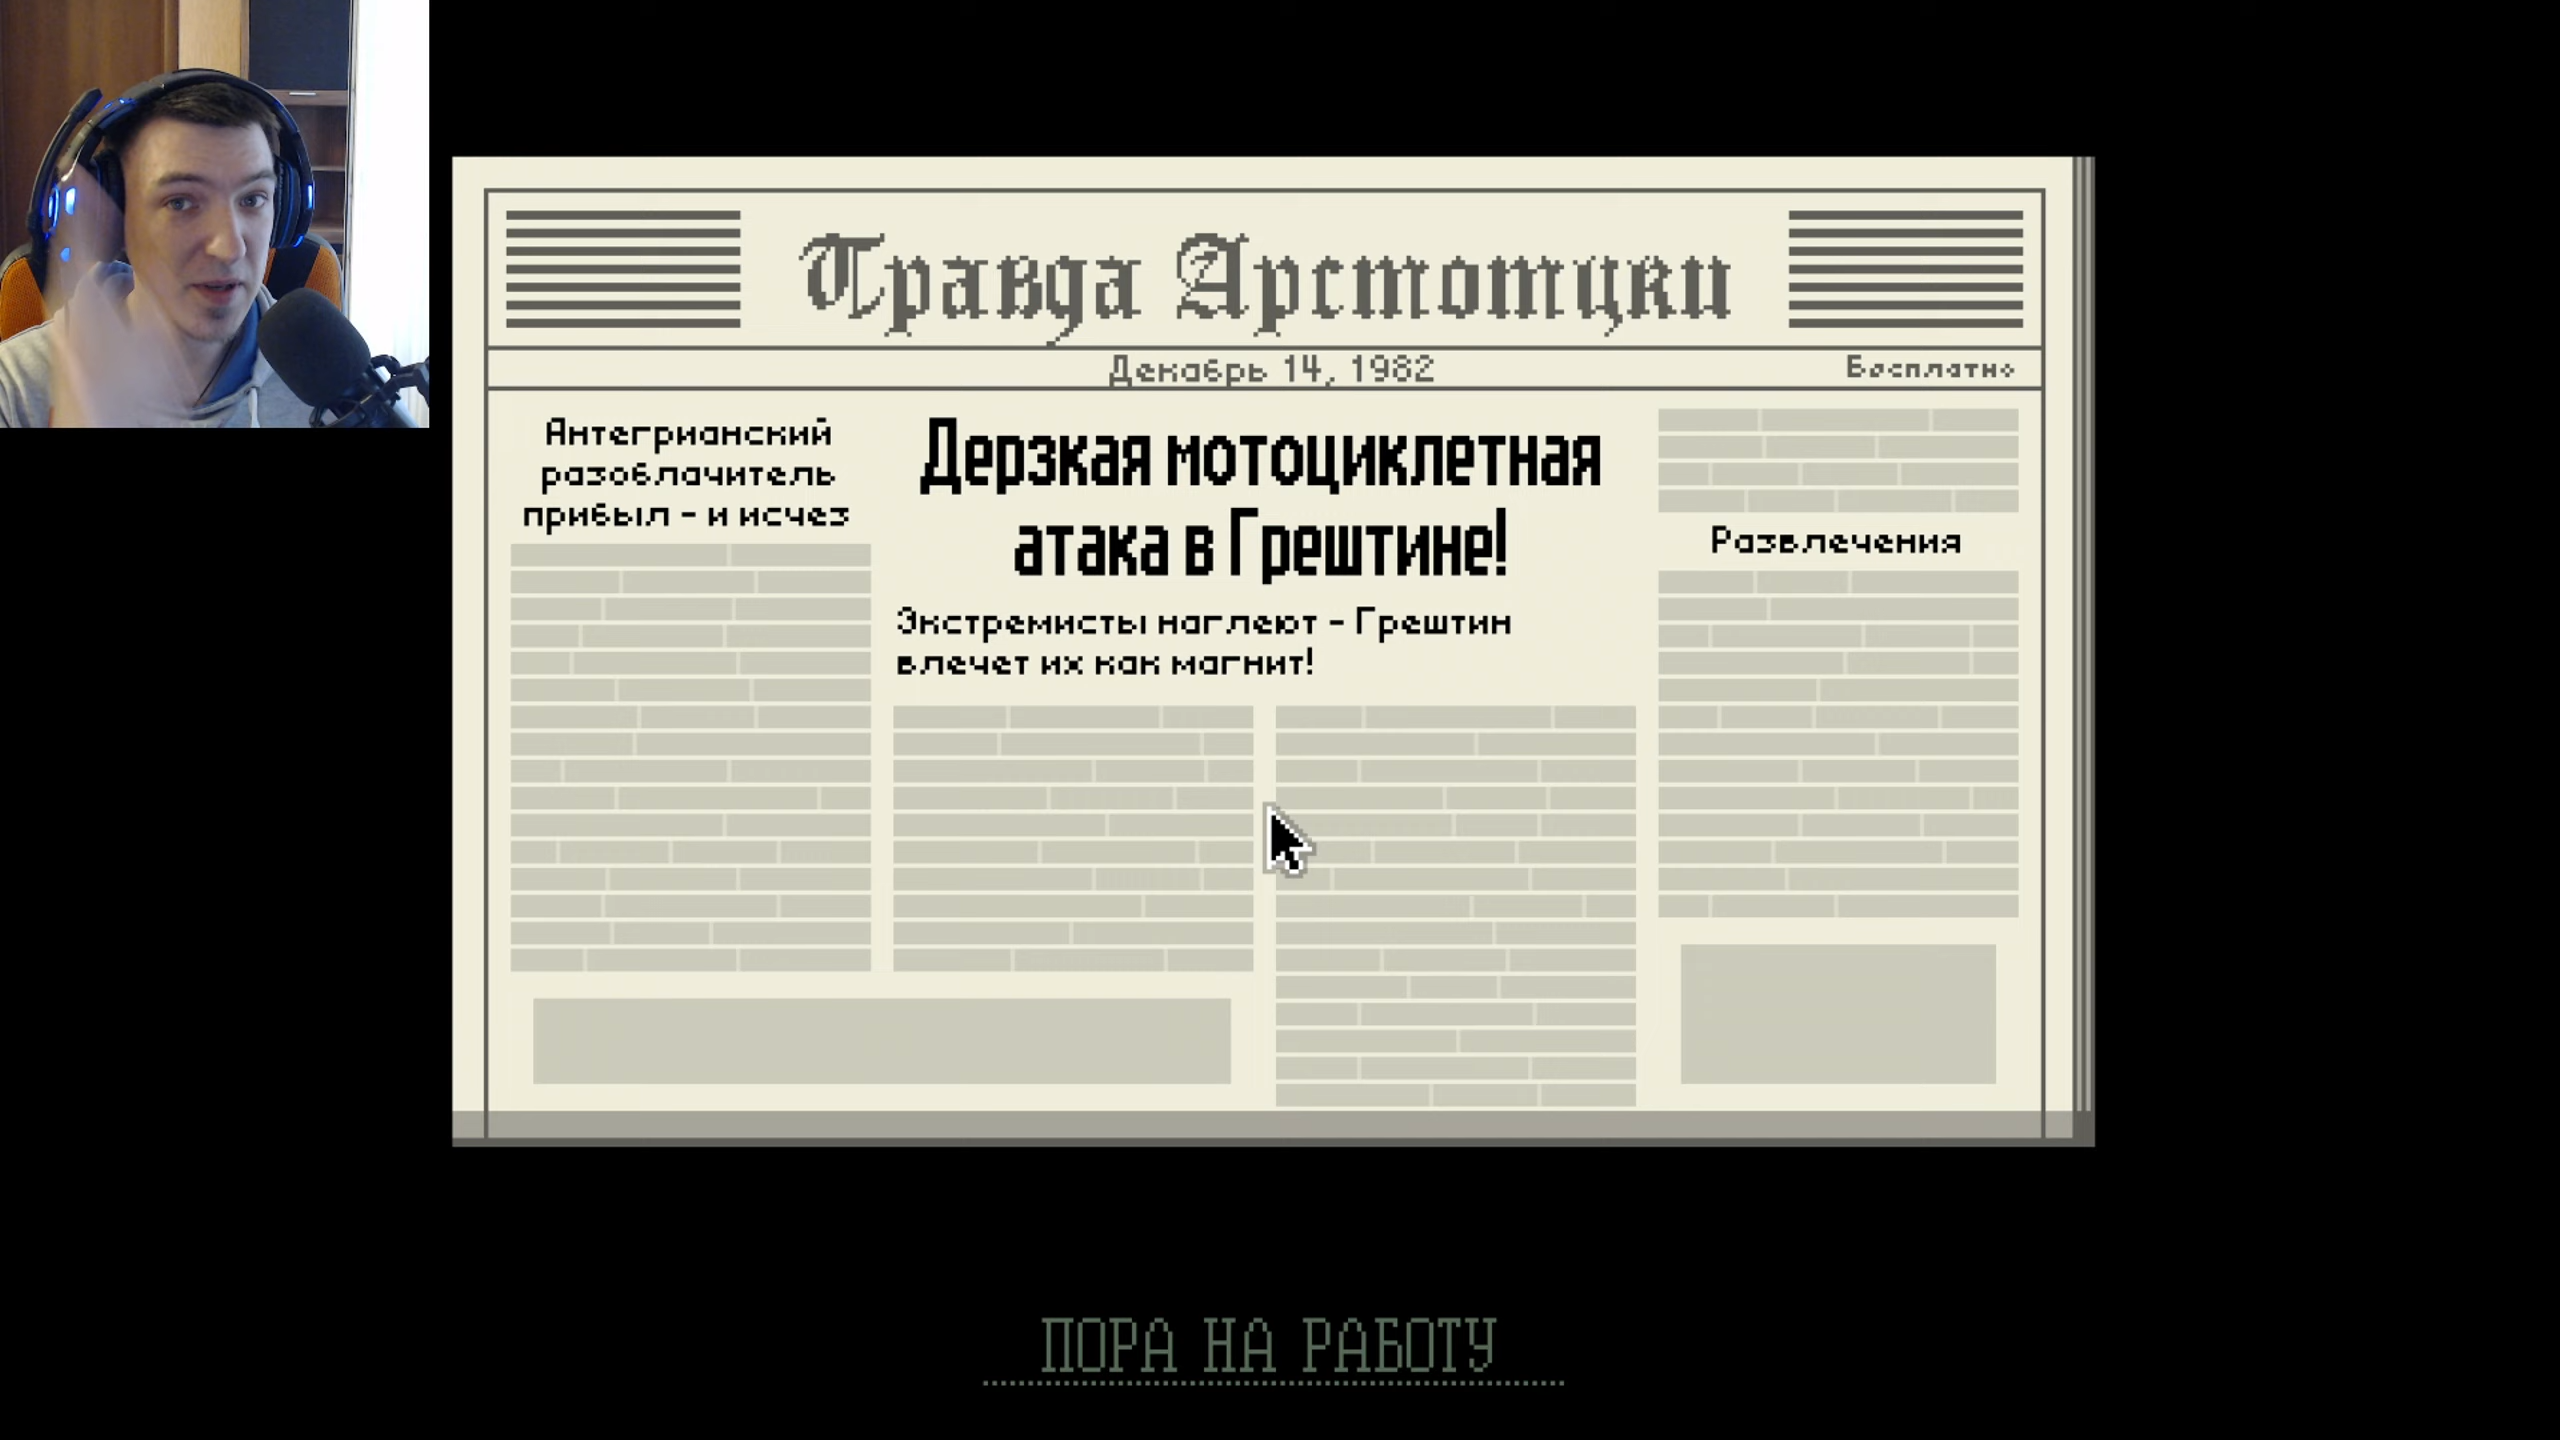 Правда Арстотцки
Декабрь 14, 1982
Бесплатно
Антегрианский
разоблачитель
прибыл - и исчез
Дерзкая мотоциклетная
атака в Грештине!
Экстремисты наглеют - Грештин
влечет их как магнит!
Развлечения
ПОРА НА РАБОТУ